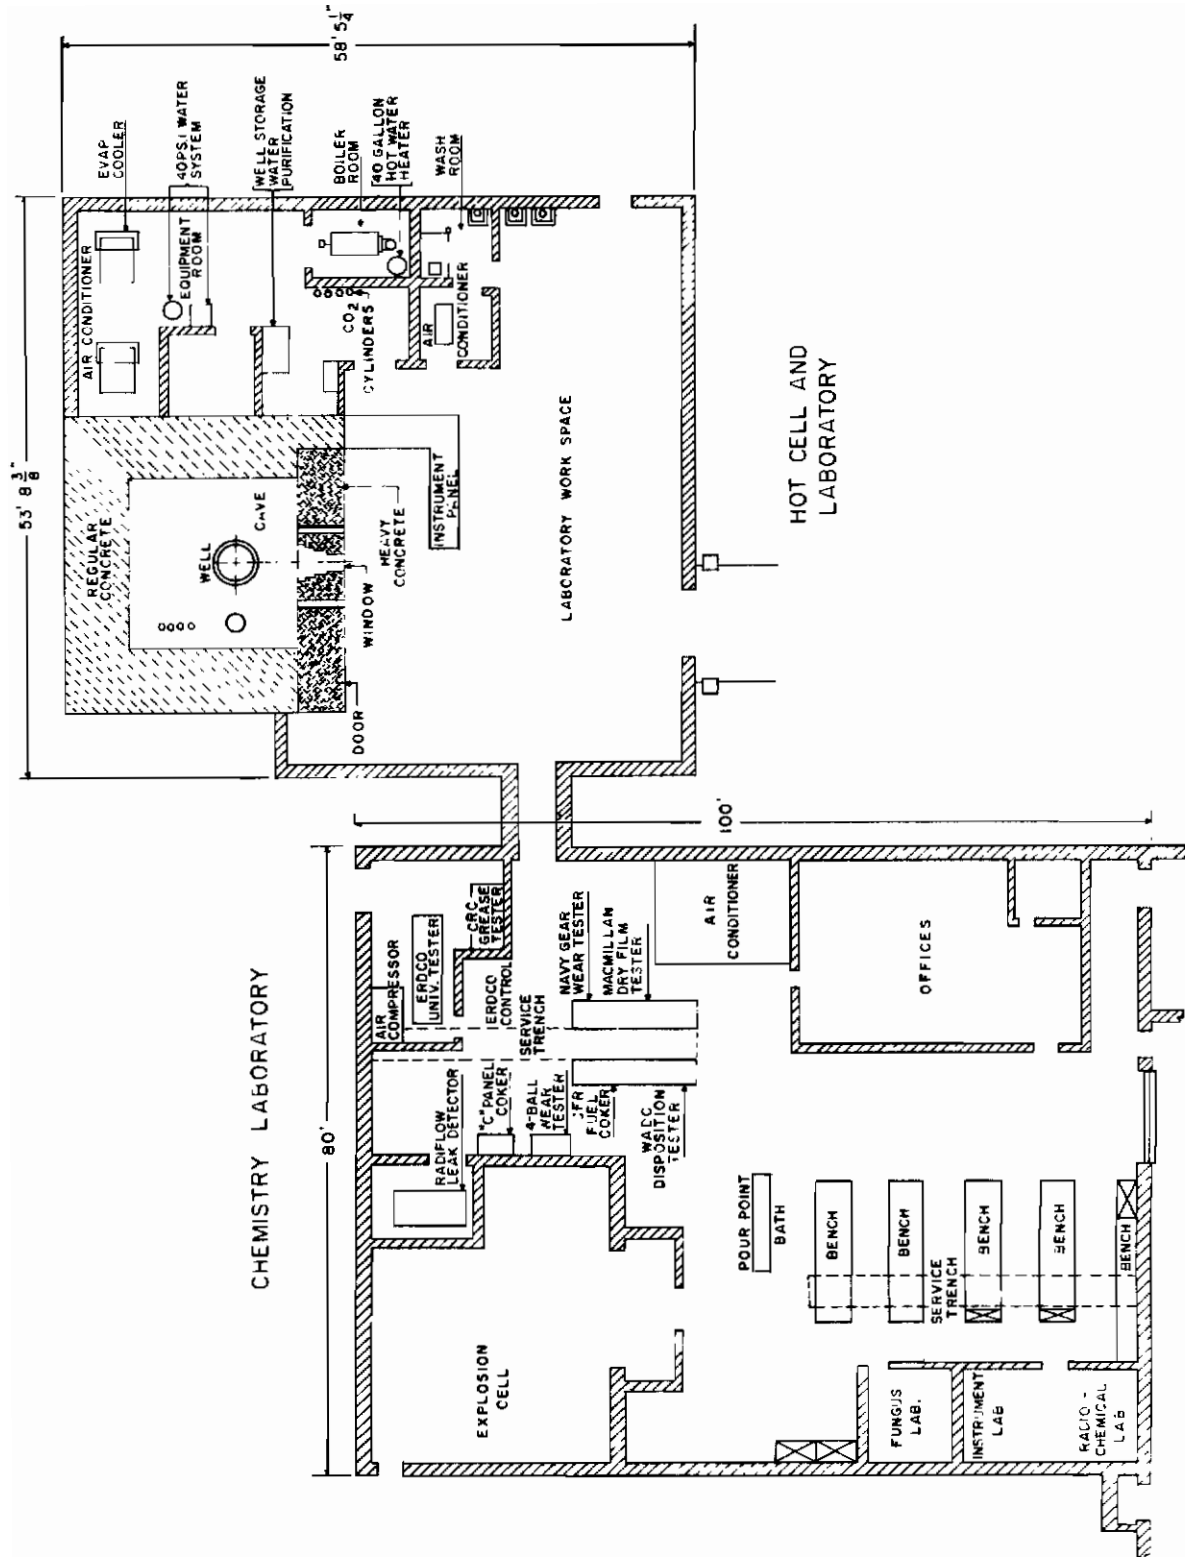 CHEMISTRY LABORATORY
80'
100'
AIR
COMPRESSOR
ERDCO
UNIV. TESTER
CRC
GREASE
TESTER
ERDCO
CONTROL
SERVICE
TRENCH
RADIFLOW
LEAK DETECTOR
"C" PANEL
COKER
4-BALL
WEAR
TESTER
FUEL
COKER
WADC
DISPOSITION
TESTER
NAVY GEAR
WEAR TESTER
MACMILLAN
DRY FILM
TESTER
AIR
CONDITIONER
OFFICES
EXPLOSION
CELL
POUR POINT
BATH
BENCH
BENCH
BENCH
BENCH
BENCH
SERVICE
TRENCH
FUNGUS
LAB.
INSTRUMENT
LAB
RADIO-
CHEMICAL
LAB
53' 8 3/8"
58' 5 1/4"
REGULAR
CONCRETE
WELL
CAVE
DOOR
WINDOW
HEAVY
CONCRETE
INSTRUMENT
PANEL
AIR CONDITIONER
EVAP
COOLER
EQUIPMENT
ROOM
40PSI WATER
SYSTEM
WELL STORAGE
WATER
PURIFICATION
CO2
CYLINDERS
BOILER
ROOM
40 GALLON
HOT WATER
HEATER
AIR
CONDITIONER
WASH
ROOM
LABORATORY WORK SPACE
HOT CELL AND
LABORATORY